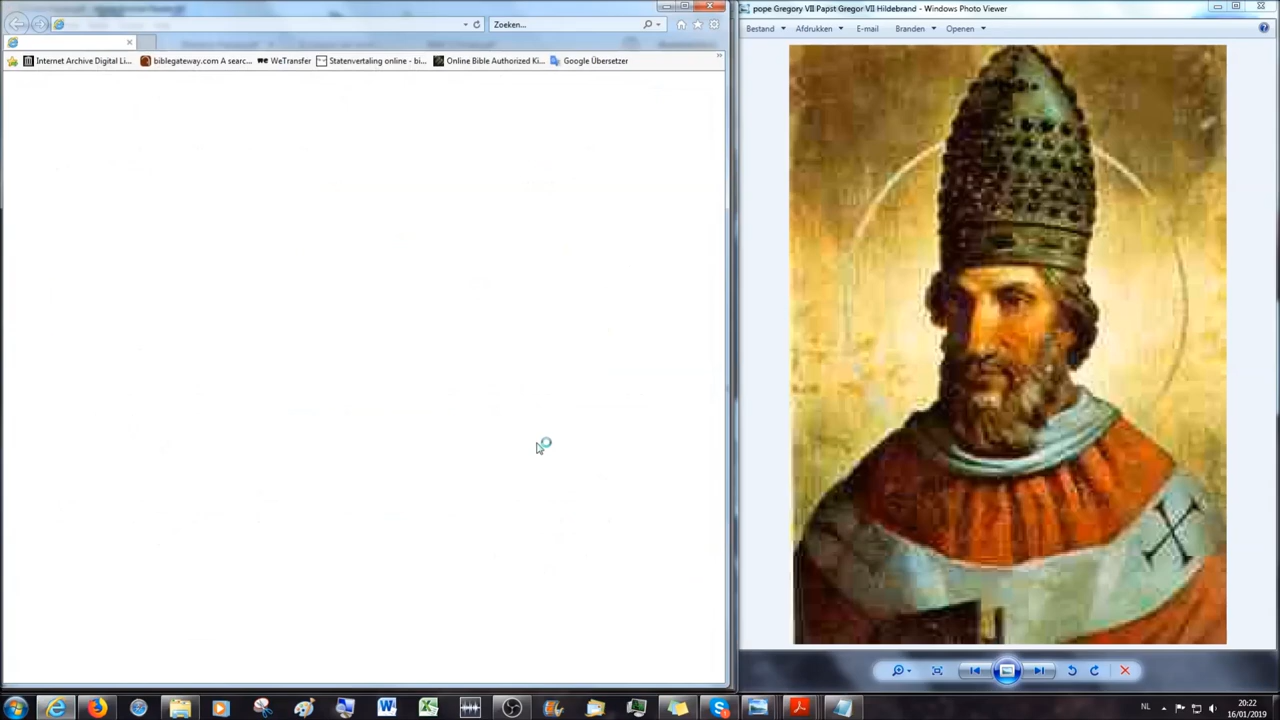 Zoeken...
Internet Archive Digital Li...
biblegateway.com A searc...
WeTransfer
Statenvertaling online - bi...
Online Bible Authorized Ki...
Google Übersetzer
pope Gregory VII Papst Gregor VII Hildebrand - Windows Photo Viewer
Bestand Afdrukken E-mail Branden Openen
NL
20:22
16/01/2019